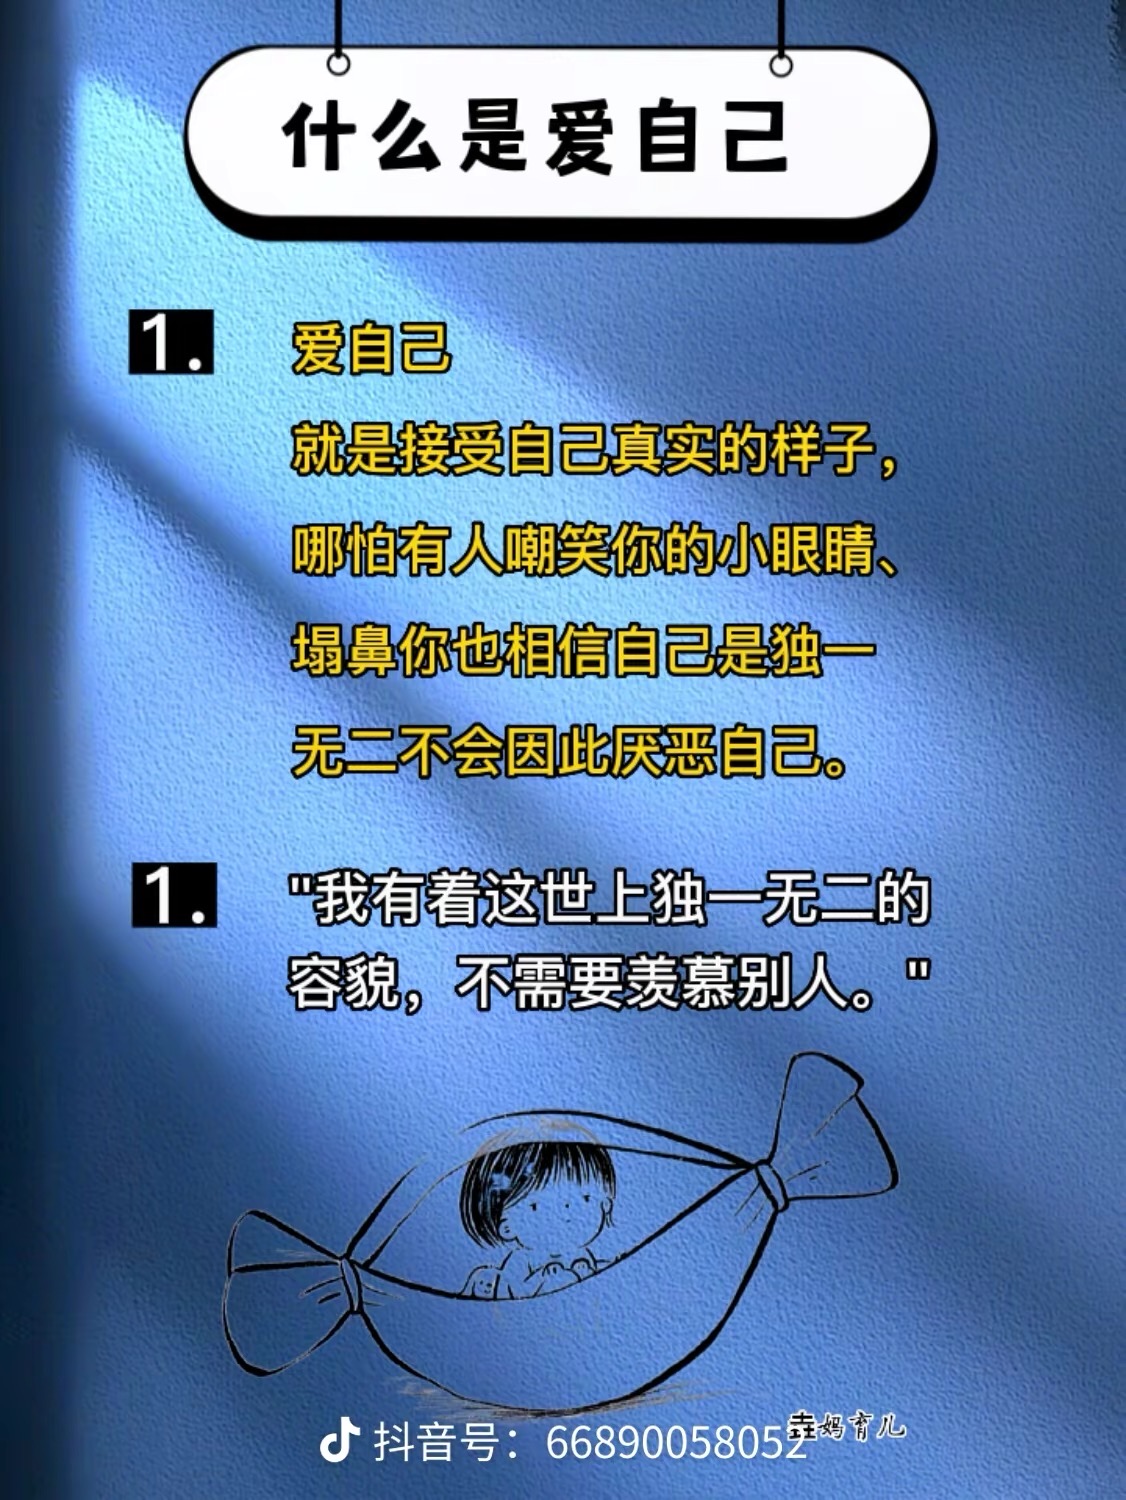 什么是爱自己
1. 爱自己
就是接受自己真实的样子，
哪怕有人嘲笑你的小眼睛、
塌鼻你也相信自己是独一
无二不会因此厌恶自己。
1. "我有着这世上独一无二的
容貌，不需要羡慕别人。"
抖音号：66890058052
壵妈育儿